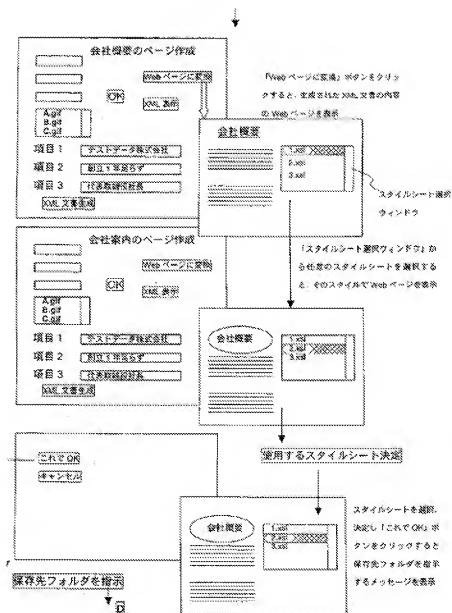 会社概要のページ作成
Webページに変換
OK
XML表示
A.gif
B.gif
C.gif
項目1 テストデータ株式会社
項目2 創立1年足らず
項目3 代表取締役社長
XML文書生成
「Webページに変換」ボタンをクリッ
クすると、生成されたXML文書の内容
のWebページを表示
会社概要
1.xsl
2.xsl
3.xsl
スタイルシート選択
ウィンドウ
会社案内のページ作成
Webページに変換
OK
XML表示
A.gif
B.gif
C.gif
項目1 テストデータ株式会社
項目2 創立1年足らず
項目3 代表取締役社長
XML文書生成
「スタイルシート選択ウィンドウ」か
ら任意のスタイルシートを選択する
と、そのスタイルでWebページを表示
会社概要
1.xsl
2.xsl
3.xsl
使用するスタイルシート決定
これでOK
キャンセル
会社概要
1.xsl
2.xsl
3.xsl
スタイルシートを選択、
決定し「これでOK」ボ
タンをクリックすると
保存先フォルダを指示
するメッセージを表示
保存先フォルダを指示
D